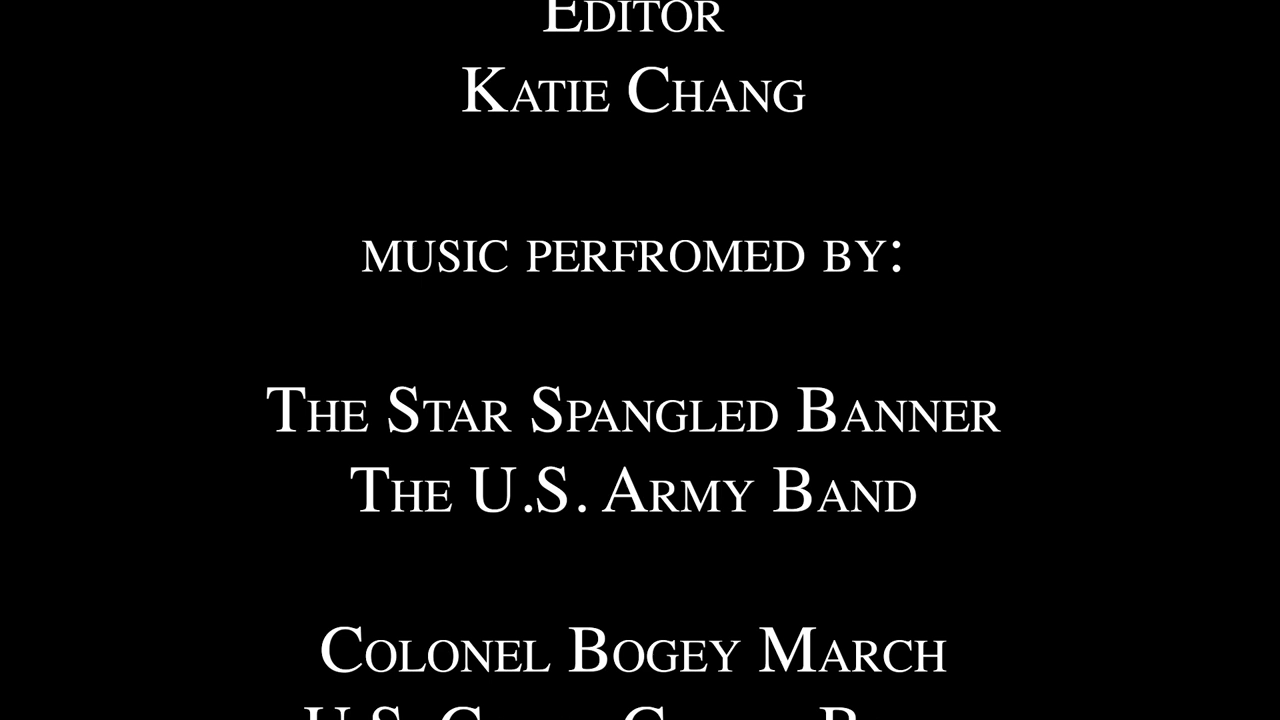 Editor
Katie Chang
music perfromed by:
The Star Spangled Banner
The U.S. Army Band
Colonel Bogey March
U.S.